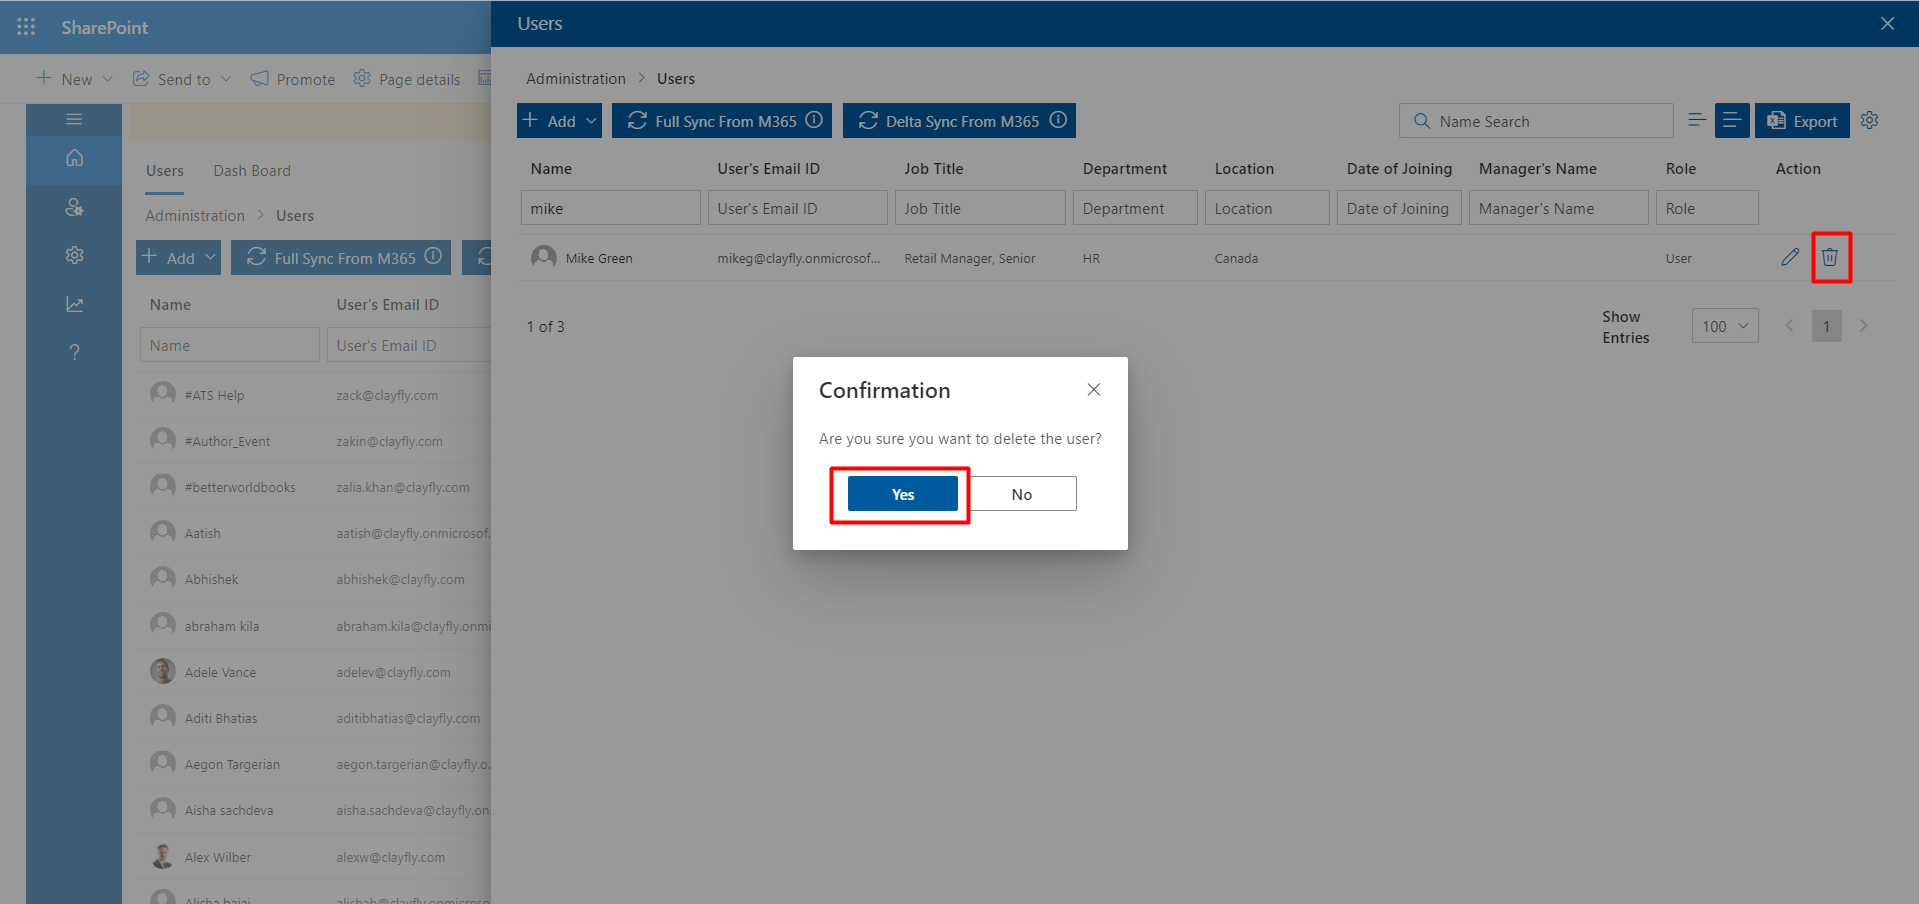 SharePoint
New
Send to
Promote
Page details
Users
Dash Board
Administration > Users
Add
Full Sync From M365
Name User's Email ID
Name User's Email ID
#ATS Help zack@clayfly.com
#Author_Event zakin@clayfly.com
#betterworldbooks zalia.khan@clayfly.com
Aatish aatish@clayfly.onmicrosof.
Abhishek abhishek@clayfly.com
abraham kila abraham.kila@clayfly.onmi
Adele Vance adelev@clayfly.com
Aditi Bhatias aditibhatias@clayfly.com
Aegon Targerian aegon.targerian@clayfly.o.
Aisha sachdeva aisha.sachdeva@clayfly.on
Alex Wilber alexw@clayfly.com
Alisha bajaj alishab@clayfly.onmicroso
Users
Administration > Users
Add
Full Sync From M365
Delta Sync From M365
Name Search
Export
Name User's Email ID Job Title Department Location Date of Joining Manager's Name Role Action
mike User's Email ID Job Title Department Location Date of Joining Manager's Name Role
Mike Green mikeg@clayfly.onmicrosof... Retail Manager, Senior HR Canada User
1 of 3
Show
Entries
100
1
Confirmation
Are you sure you want to delete the user?
Yes
No